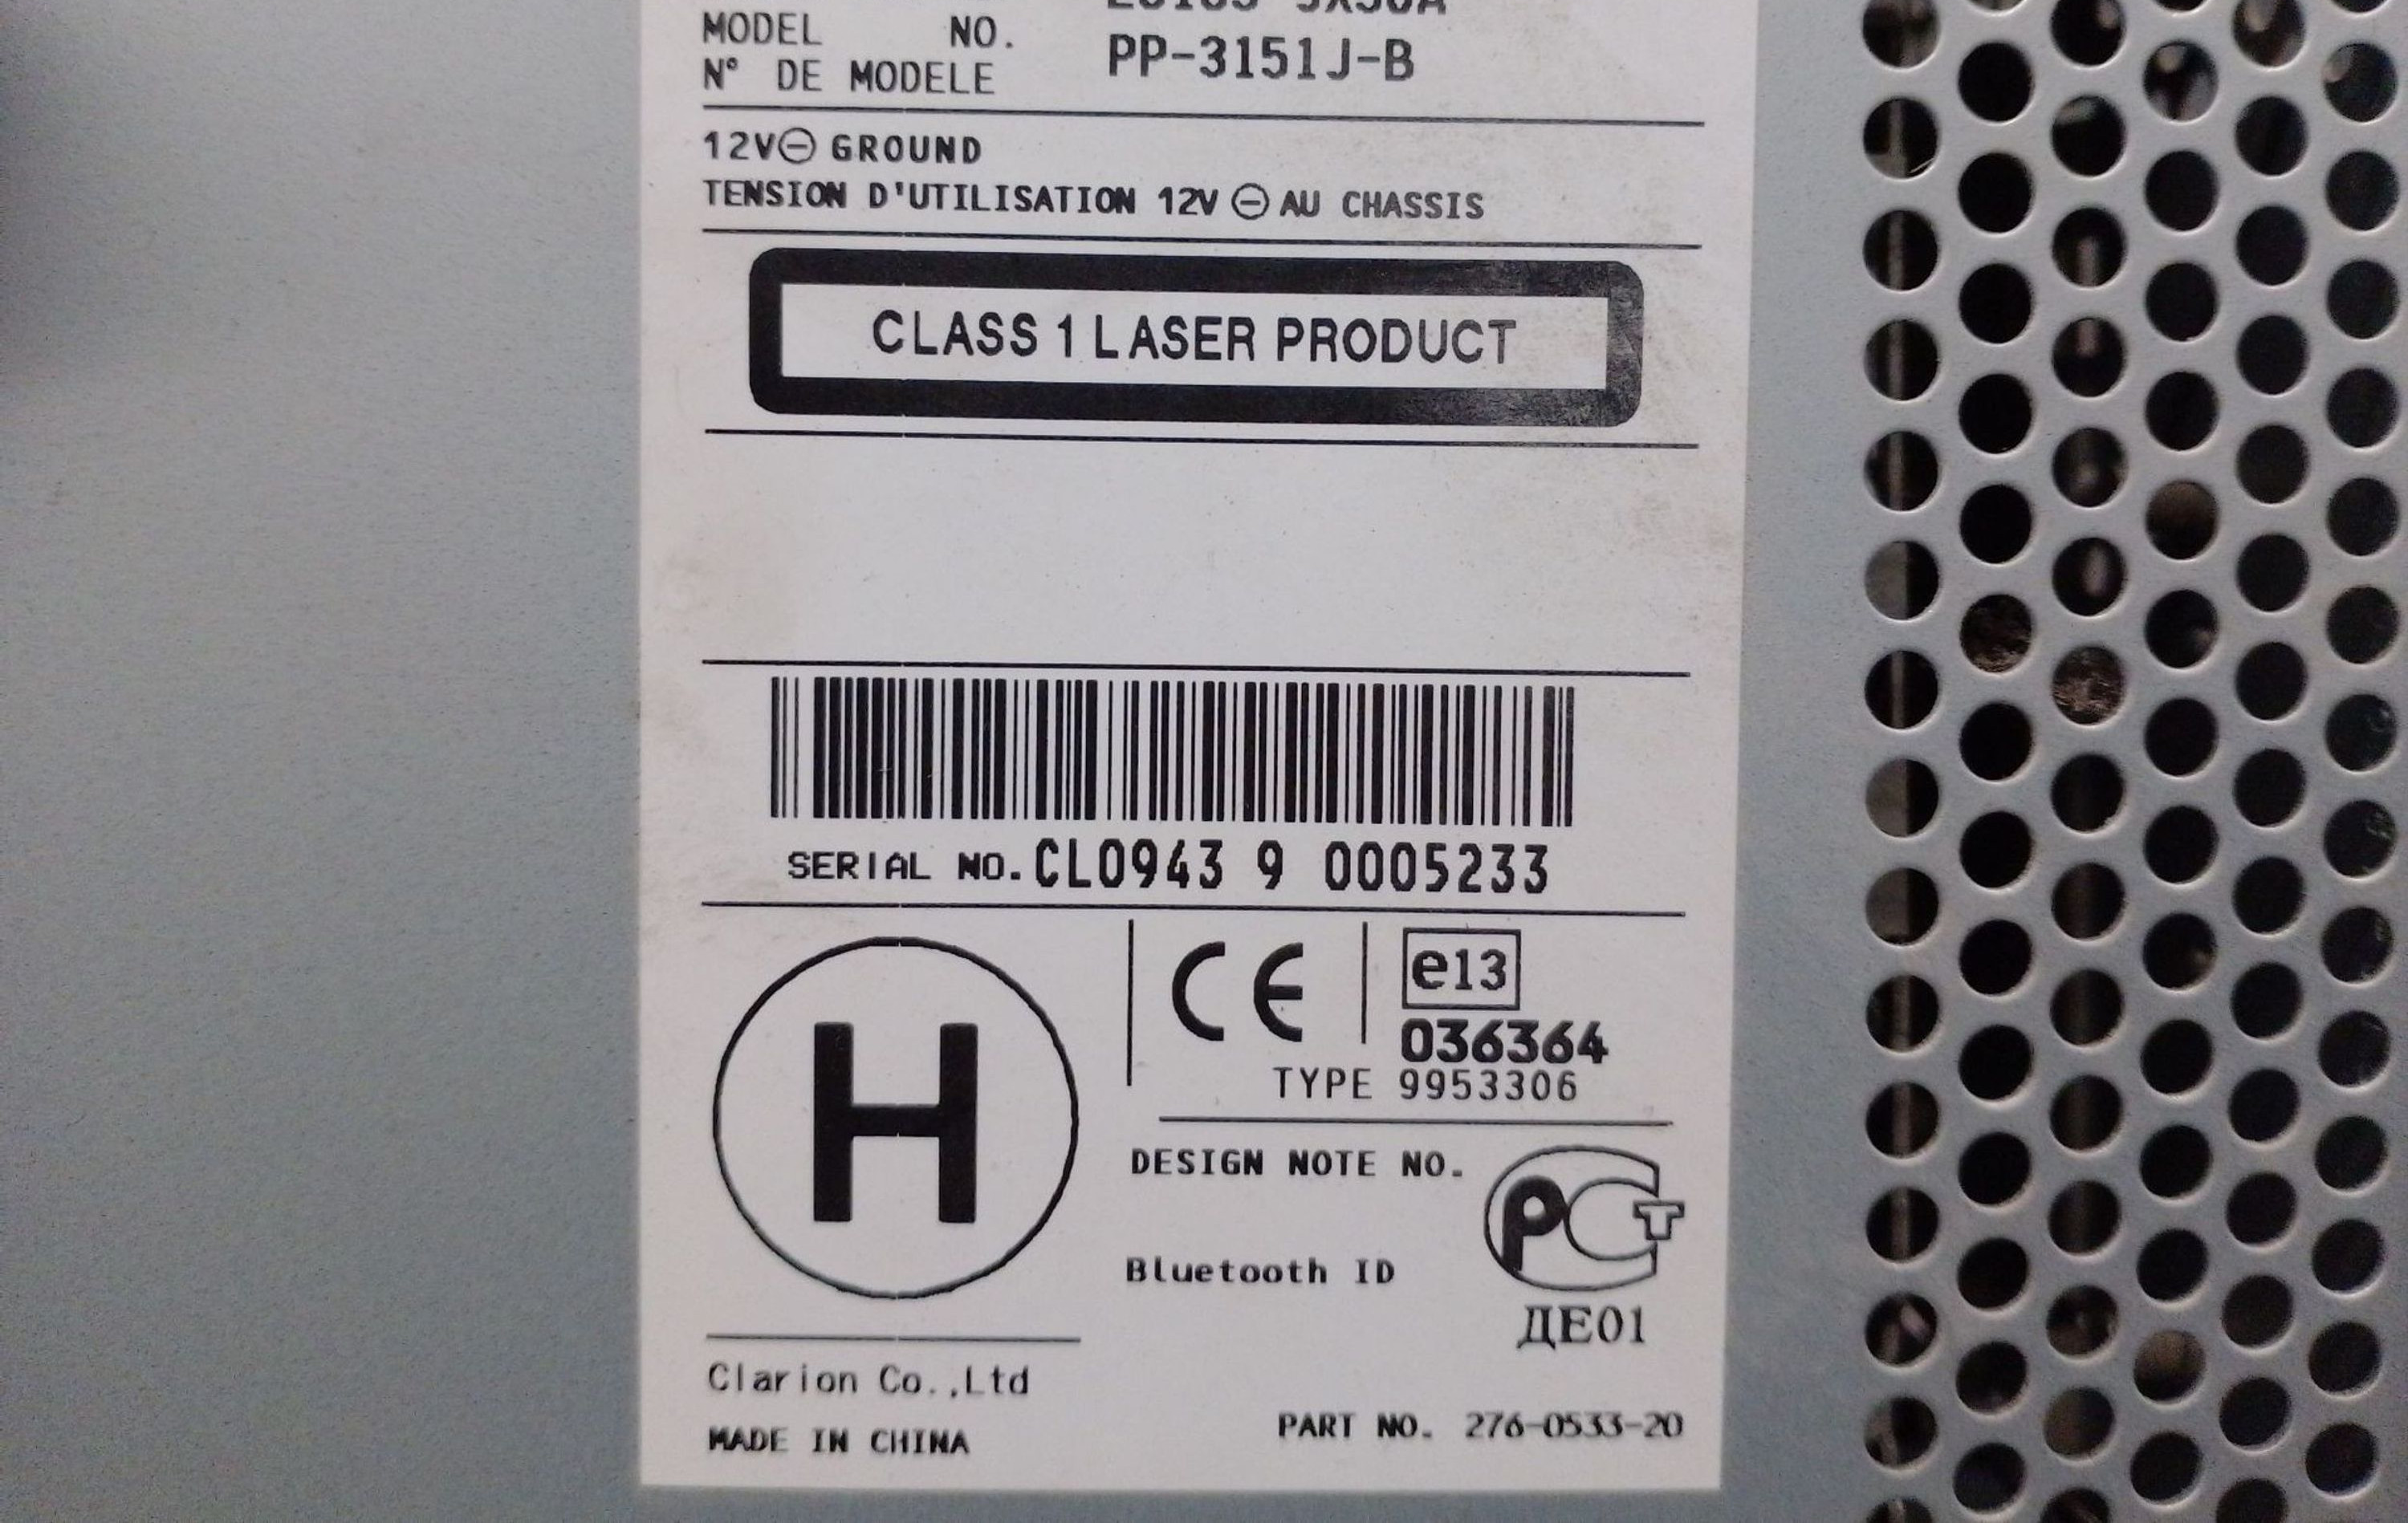 MODEL NO. PP-3151J-B
N° DE MODELE
12V⊖ GROUND
TENSION D'UTILISATION 12V ⊖ AU CHASSIS
CLASS 1 LASER PRODUCT
SERIAL NO. CL0943 9 0005233
H
CE
e13
036364
TYPE 9953306
DESIGN NOTE NO.
РСТ
Bluetooth ID
ДЕ01
Clarion Co.,Ltd
MADE IN CHINA
PART NO. 276-0533-20